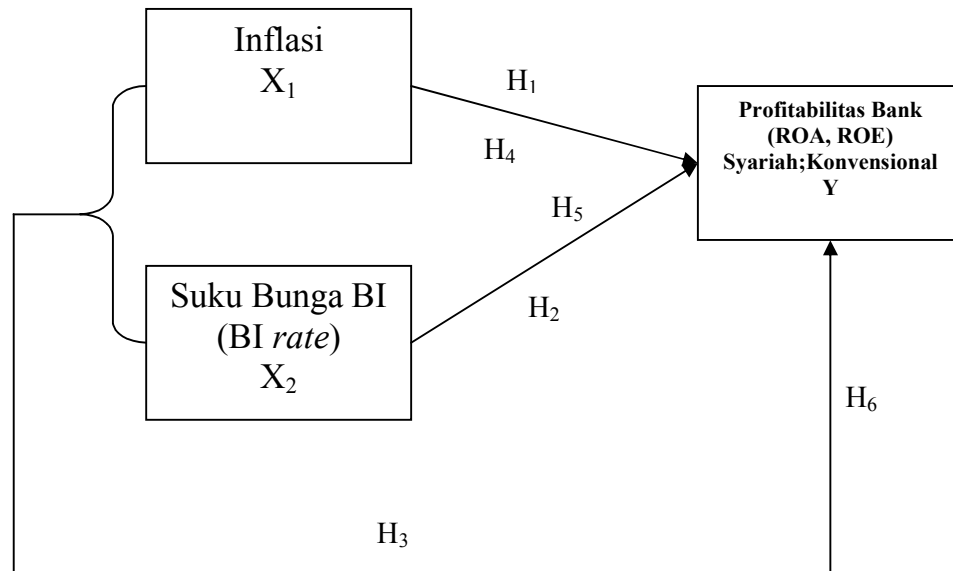 Inflasi
X₁
H₁
H₄
Profitabilitas Bank
(ROA, ROE)
Syariah;Konvensional
Y
H₅
Suku Bunga BI
(BI rate)
X₂
H₂
H₆
H₃